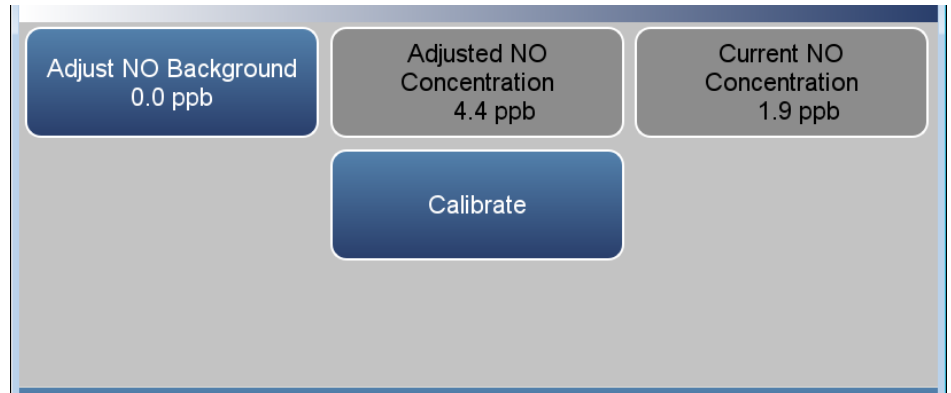 Adjust NO Background
0.0 ppb
Adjusted NO
Concentration
4.4 ppb
Current NO
Concentration
1.9 ppb
Calibrate